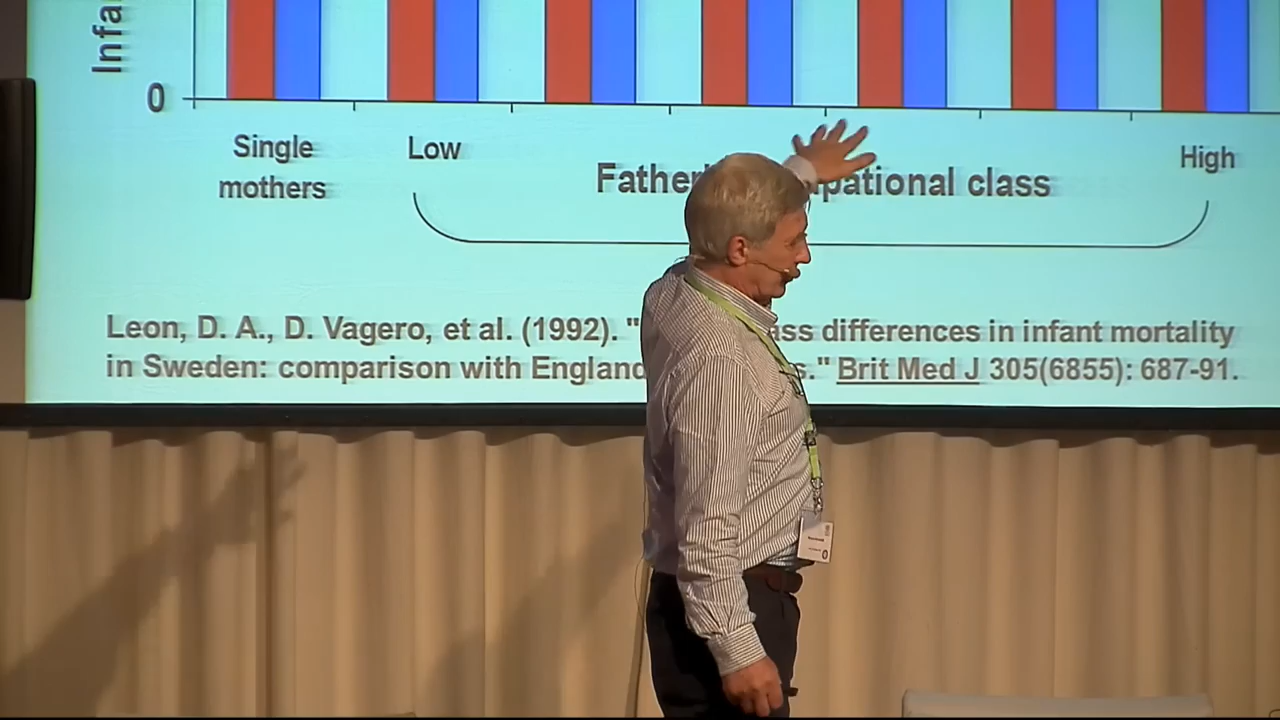 Infa
0
Single
mothers
Low
High
Father pational class
Leon, D. A., D. Vagero, et al. (1992). " ass differences in infant mortality
in Sweden: comparison with England s." Brit Med J 305(6855): 687-91.